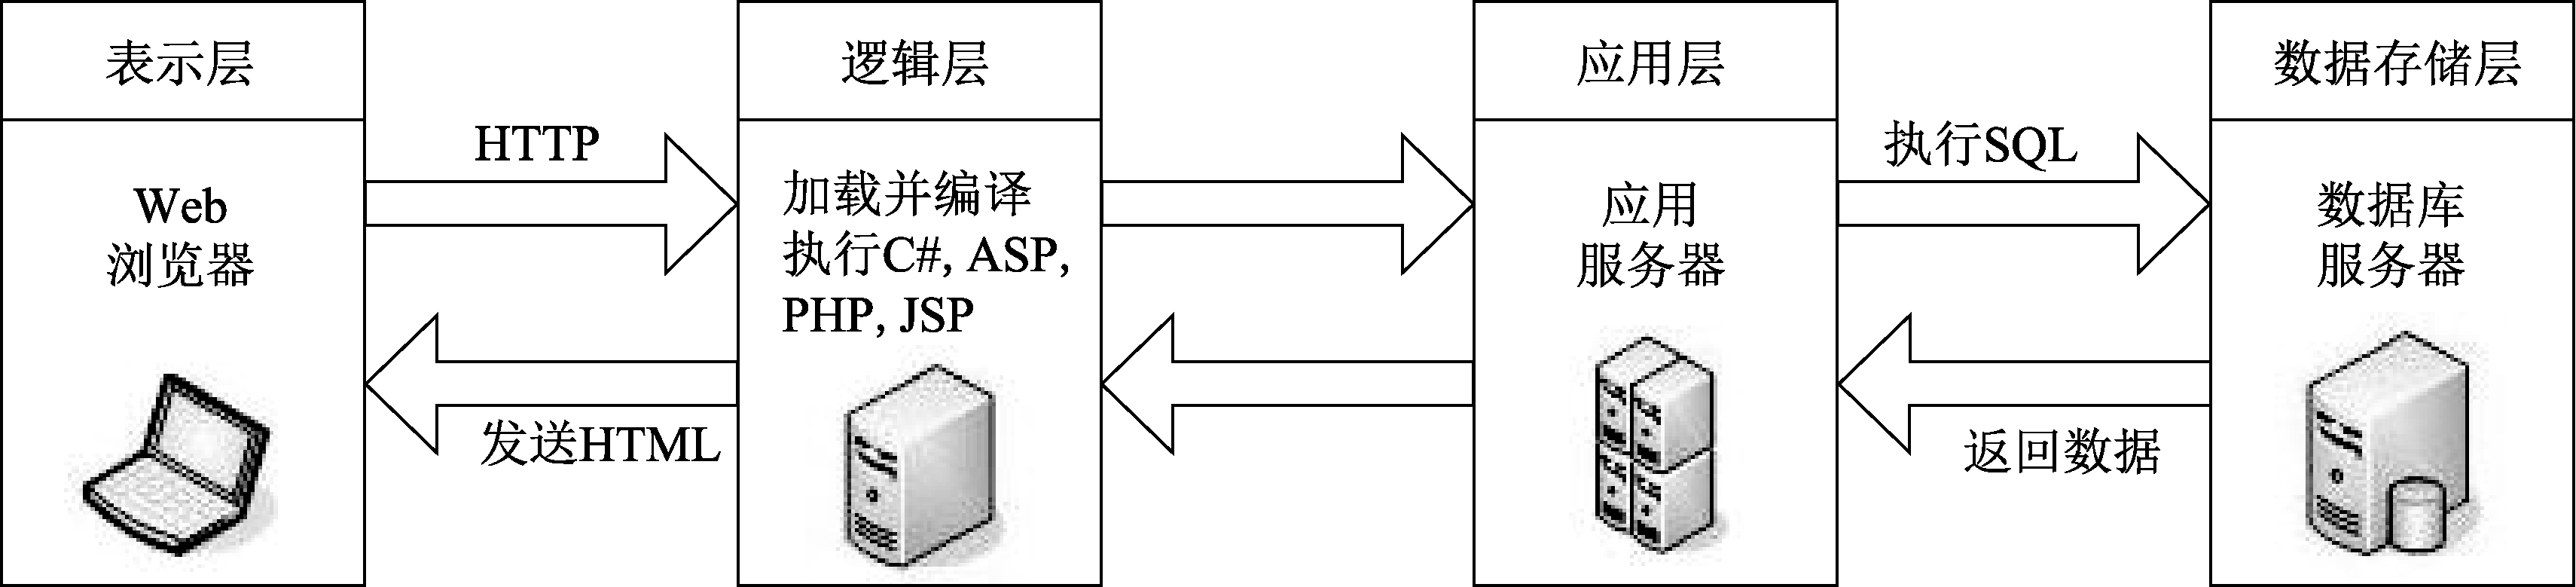 表示层
逻辑层
应用层
数据存储层
HTTP
执行SQL
Web
浏览器
加载并编译
执行C#, ASP,
PHP, JSP
应用
服务器
数据库
服务器
发送HTML
返回数据